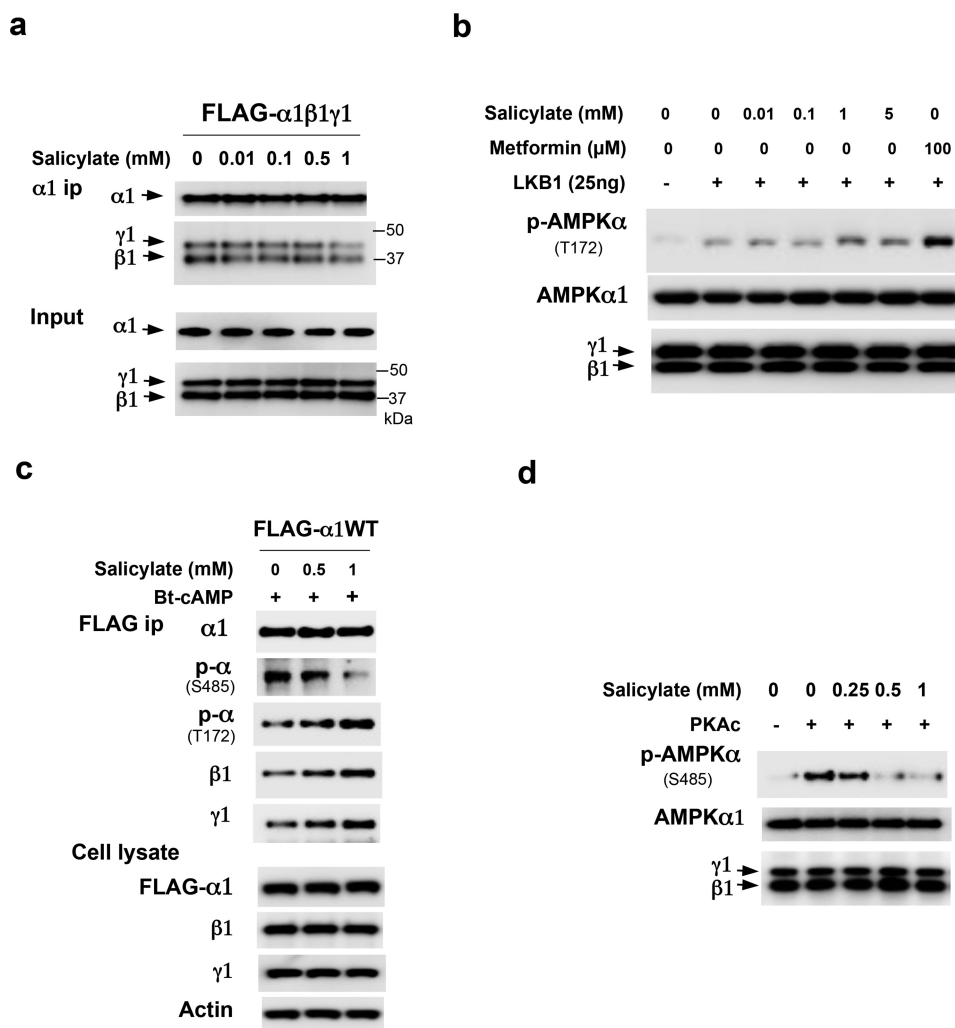 a
FLAG-α1β1γ1
Salicylate (mM) 0 0.01 0.1 0.5 1
α1 ip α1
γ1 50
β1 37
Input
α1
γ1 50
β1 37
kDa
b
Salicylate (mM) 0 0 0.01 0.1 1 5 0
Metformin (μM) 0 0 0 0 0 0 100
LKB1 (25ng) - + + + + + +
p-AMPKα
(T172)
AMPKα1
γ1
β1
c
FLAG-α1WT
Salicylate (mM) 0 0.5 1
Bt-cAMP + + +
FLAG ip α1
p-α
(S485)
p-α
(T172)
β1
γ1
Cell lysate
FLAG-α1
β1
γ1
Actin
d
Salicylate (mM) 0 0 0.25 0.5 1
PKAc - + + + +
p-AMPKα
(S485)
AMPKα1
γ1
β1